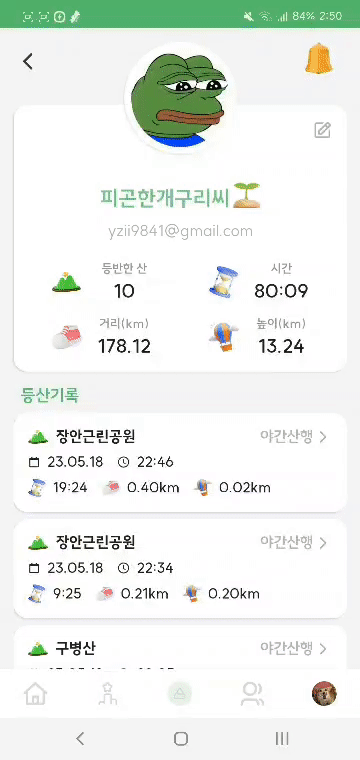 84% 2:50
피곤한개구리씨
yzii9841@gmail.com
등반한 산
10
시간
80:09
거리(km)
178.12
높이(km)
13.24
등산기록
장안근린공원 야간산행
23.05.18 22:46
19:24 0.40km 0.02km
장안근린공원 야간산행
23.05.18 22:34
9:25 0.21km 0.20km
구병산 야간산행